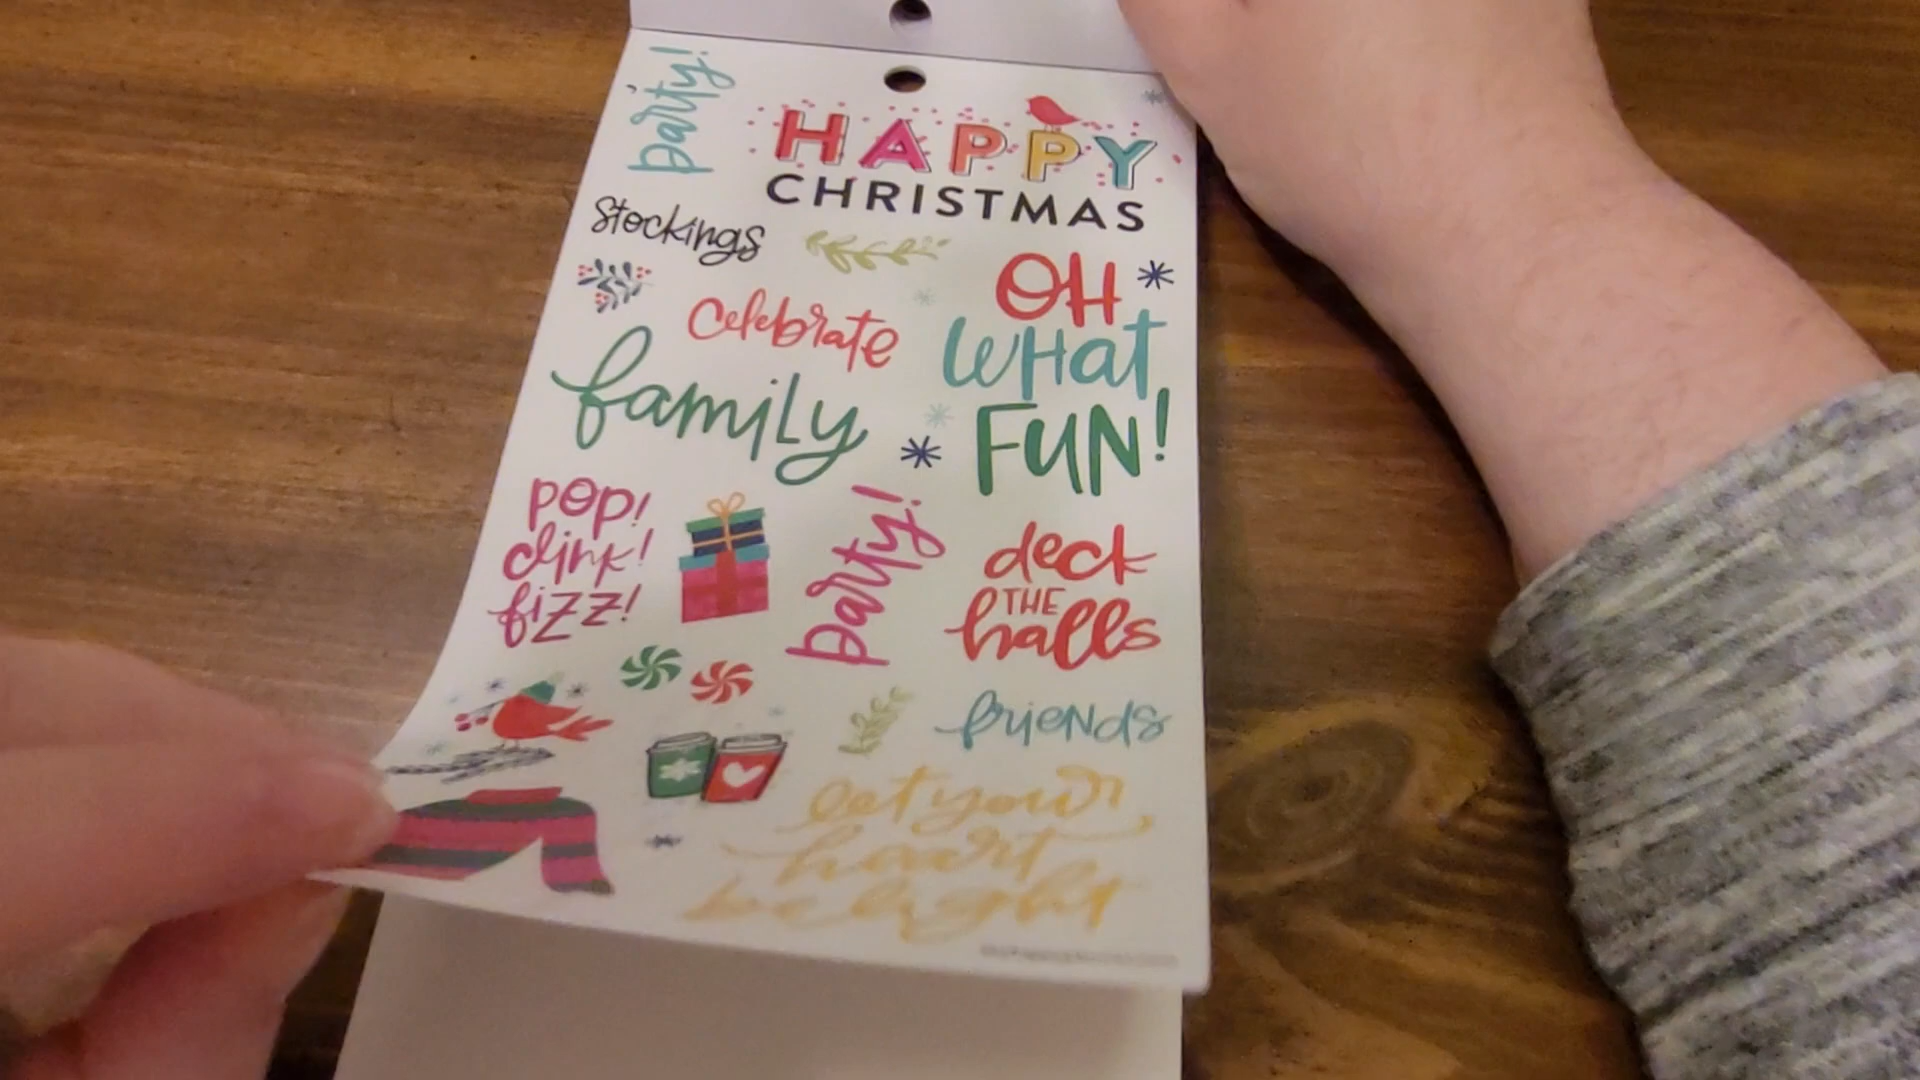 party!
HAPPY
CHRISTMAS
Stockings
celebrate
OH
WHAT
FUN!
family
pop!
clink!
fizz!
party!
deck
THE
halls
friends
let your
heart
be light